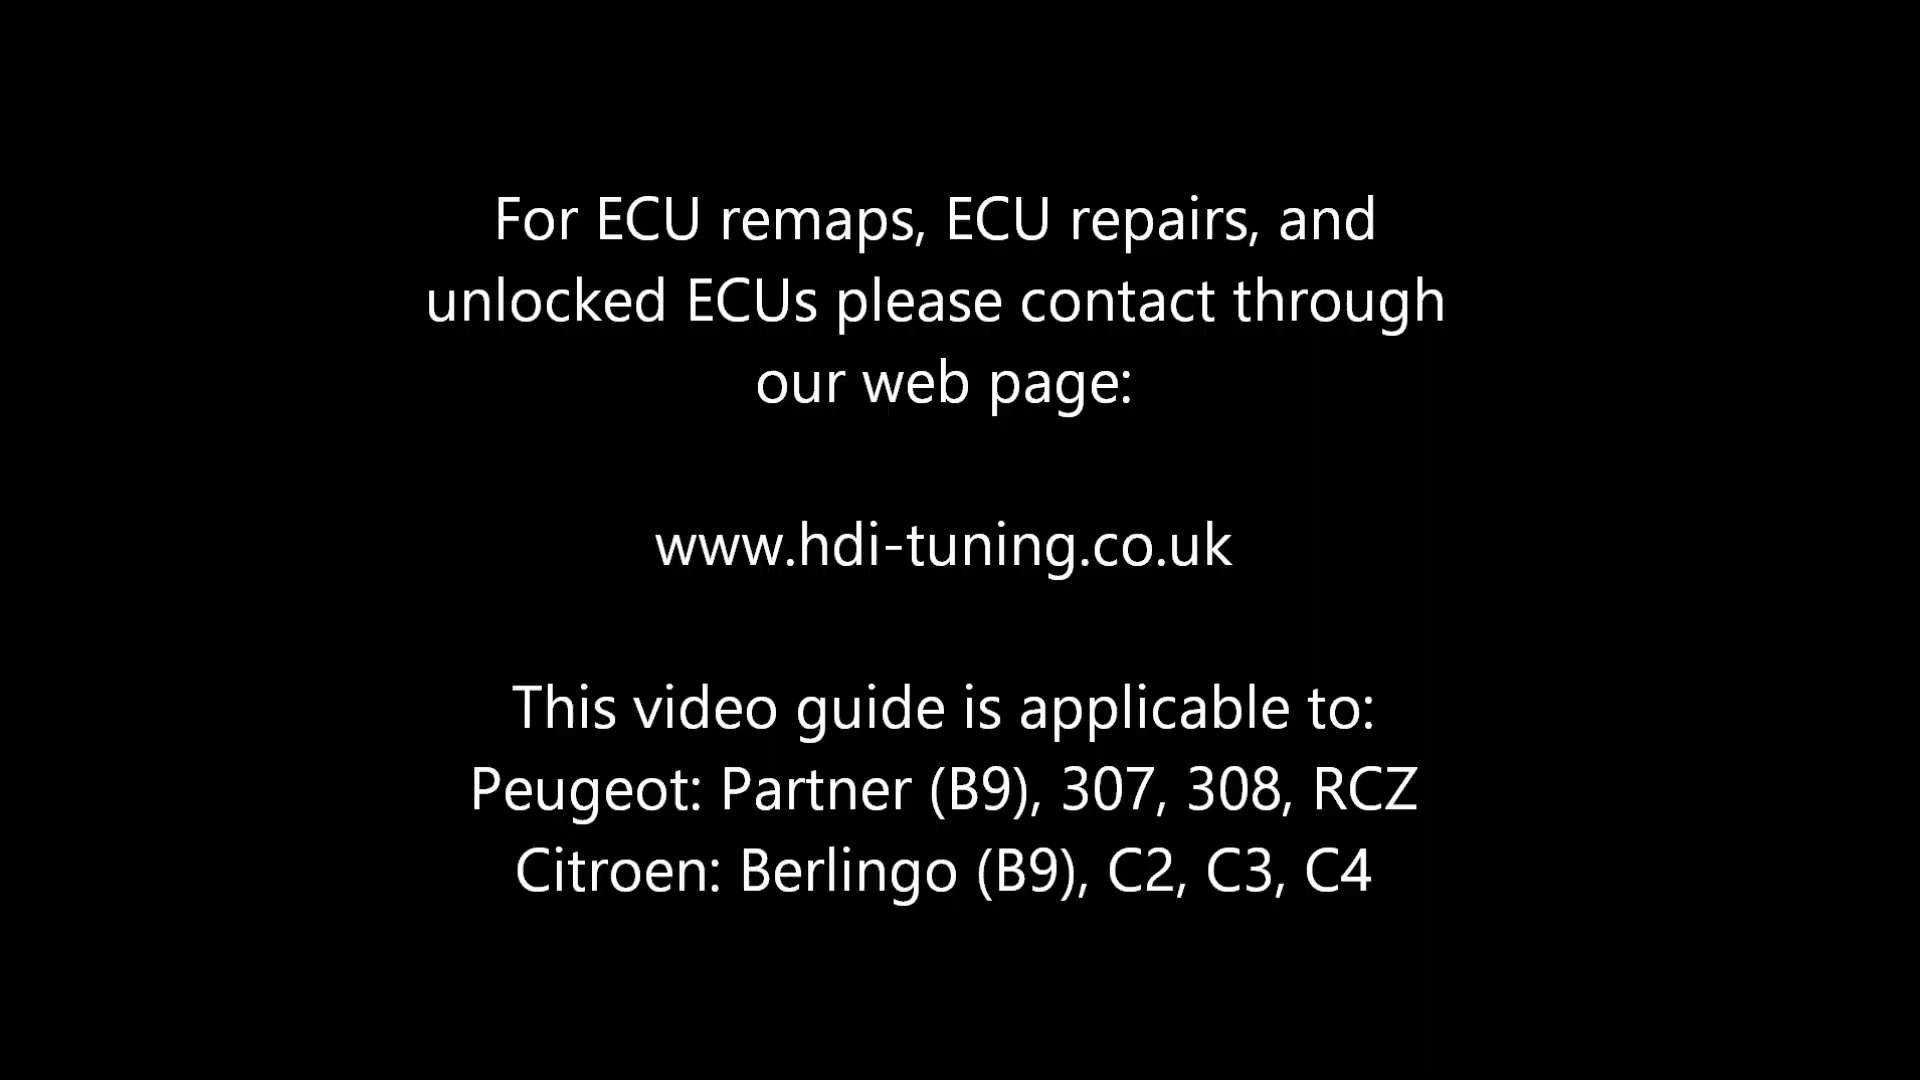 For ECU remaps, ECU repairs, and
unlocked ECUs please contact through
our web page:
www.hdi-tuning.co.uk
This video guide is applicable to:
Peugeot: Partner (B9), 307, 308, RCZ
Citroen: Berlingo (B9), C2, C3, C4